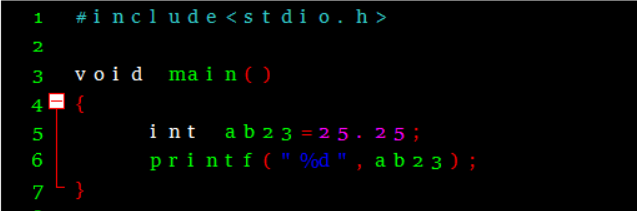 1 #include<stdio.h>
2
3 void main()
4 {
5 int ab23=25.25;
6 printf("%d",ab23);
7 }